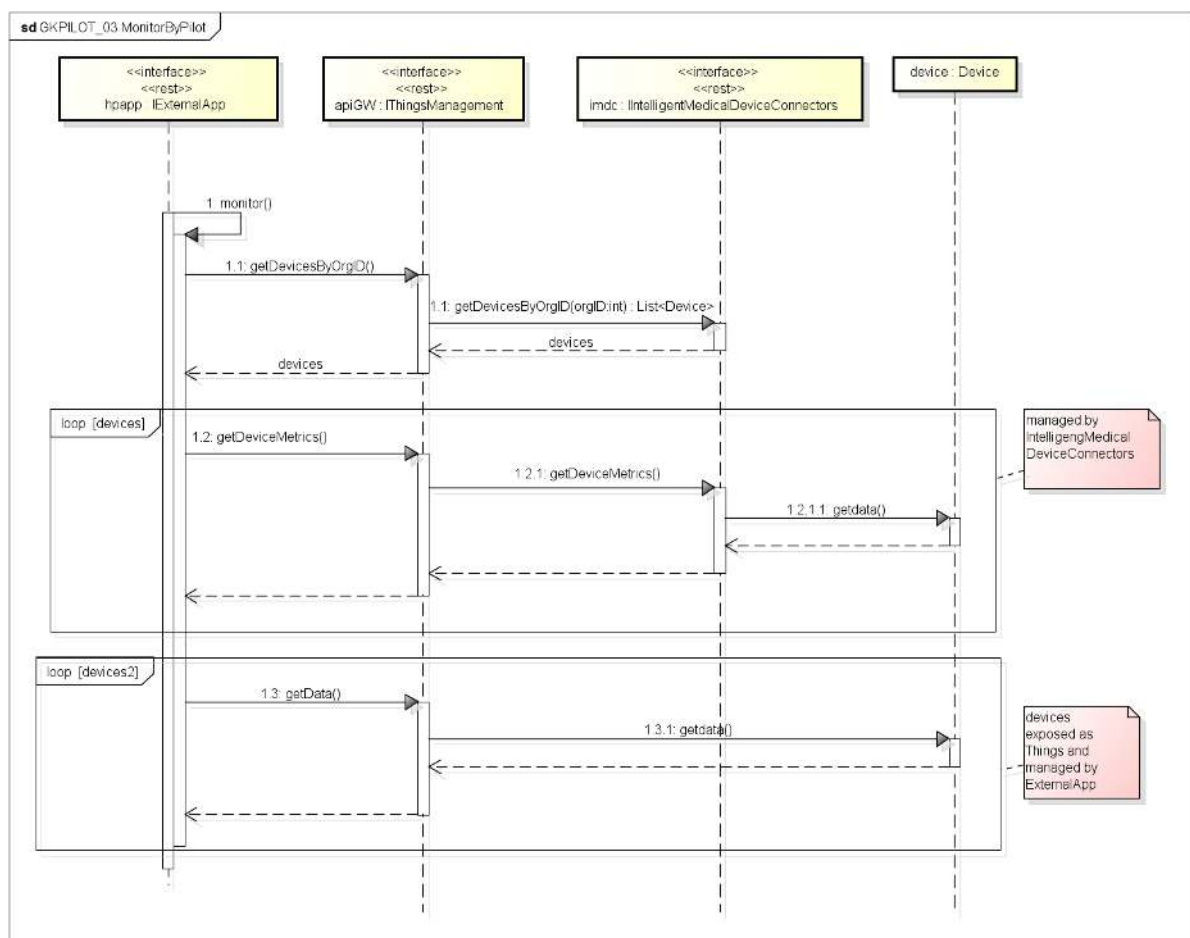 sd GKPILOT_03 MonitorByPilot
<<interface>>
<<rest>>
hpapp : IExternalApp
<<interface>>
<<rest>>
apiGW : IThingsManagement
<<interface>>
<<rest>>
imdc : IIntelligentMedicalDeviceConnectors
device : Device
1: monitor()
1.1: getDevicesByOrgID()
1.1: getDevicesByOrgID(orgID:int) : List<Device>
devices
devices
loop [devices]
managed by
IntelligengMedical
DeviceConnectors
1.2: getDeviceMetrics()
1.2.1: getDeviceMetrics()
1.2.1.1: getdata()
loop [devices2]
1.3: getData()
1.3.1: getdata()
devices
exposed as
Things and
managed by
ExternalApp